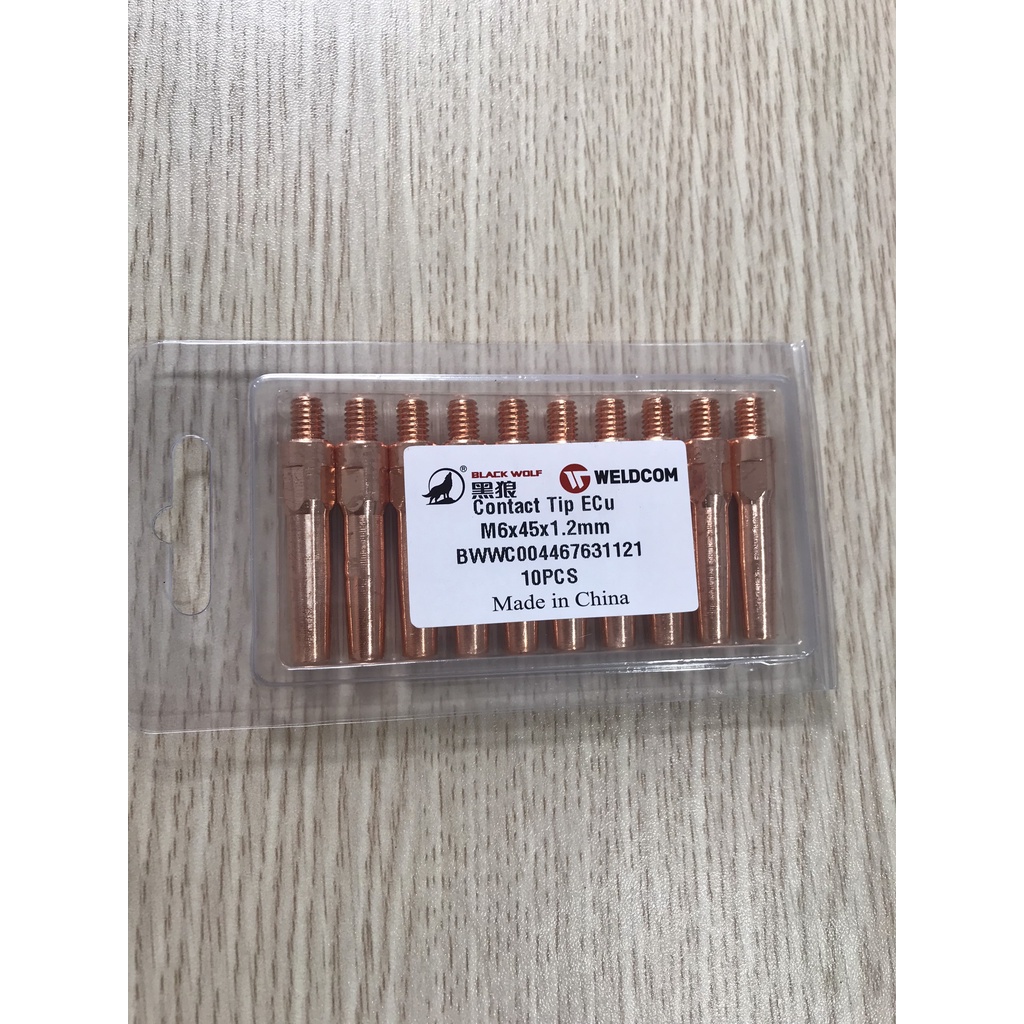 ® BLACK WOLF WELDCOM
黑狼
Contact Tip ECu
M6x45x1.2mm
BWWC004467631121
10PCS
Made in China